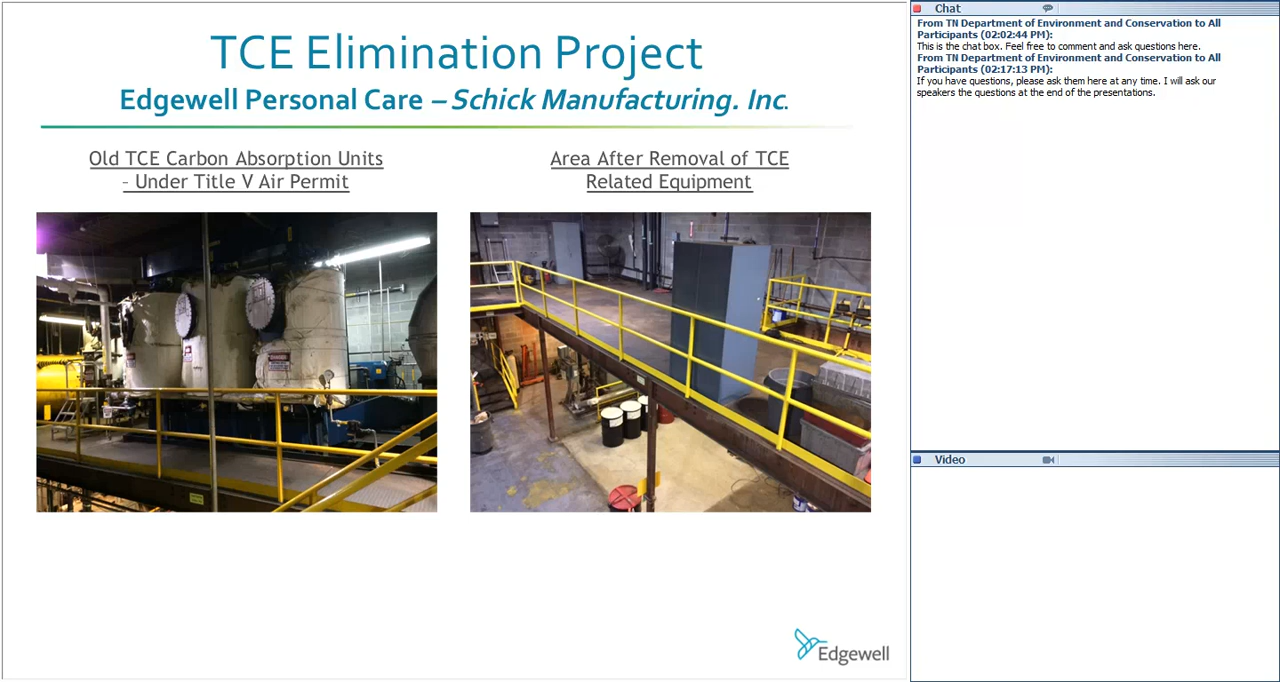 TCE Elimination Project
Edgewell Personal Care – Schick Manufacturing. Inc.
Old TCE Carbon Absorption Units
– Under Title V Air Permit
Area After Removal of TCE
Related Equipment
Edgewell
Chat
From TN Department of Environment and Conservation to All
Participants (02:02:44 PM):
This is the chat box. Feel free to comment and ask questions here.
From TN Department of Environment and Conservation to All
Participants (02:17:13 PM):
If you have questions, please ask them here at any time. I will ask our
speakers the questions at the end of the presentations.
Video